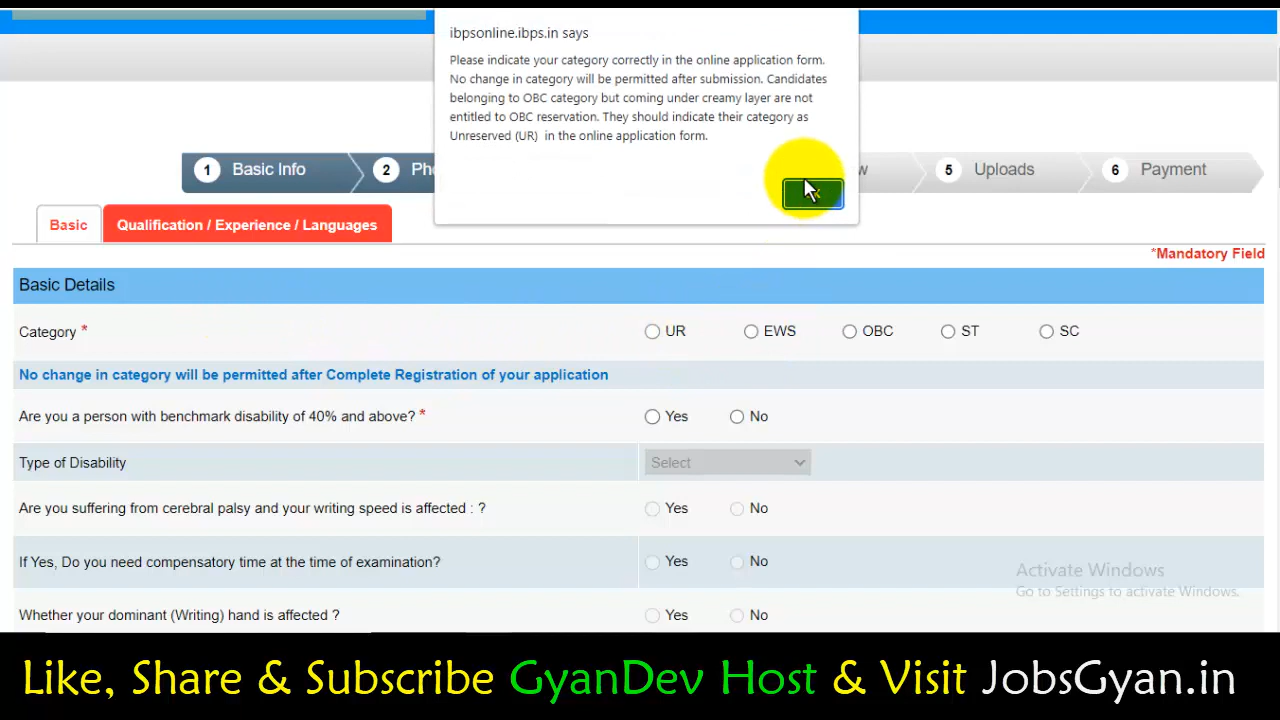 ibpsonline.ibps.in says
Please indicate your category correctly in the online application form.
No change in category will be permitted after submission. Candidates
belonging to OBC category but coming under creamy layer are not
entitled to OBC reservation. They should indicate their category as
Unreserved (UR) in the online application form.
1 Basic Info 2 Ph w 5 Uploads 6 Payment
Basic Qualification / Experience / Languages
*Mandatory Field
Basic Details
Category * UR EWS OBC ST SC
No change in category will be permitted after Complete Registration of your application
Are you a person with benchmark disability of 40% and above? * Yes No
Type of Disability Select
Are you suffering from cerebral palsy and your writing speed is affected : ? Yes No
If Yes, Do you need compensatory time at the time of examination? Yes No
Activate Windows
Go to Settings to activate Windows.
Whether your dominant (Writing) hand is affected ? Yes No
Like, Share & Subscribe GyanDev Host & Visit JobsGyan.in